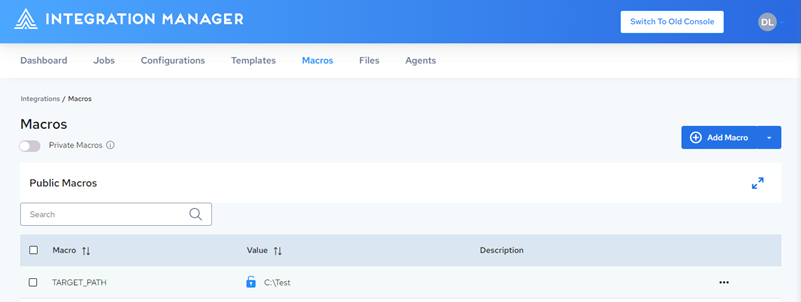 INTEGRATION MANAGER
Switch To Old Console
DL
Dashboard Jobs Configurations Templates Macros Files Agents
Integrations / Macros
Macros
Private Macros
Add Macro
Public Macros
Search
Macro Value Description
TARGET_PATH C:\Test